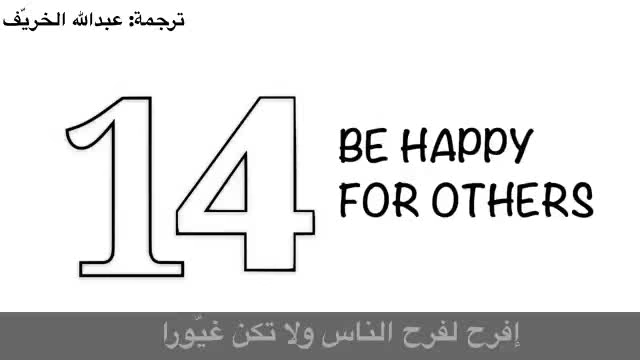 ترجمة: عبدالله الخريّف
14
BE HAPPY
FOR OTHERS
إفرح لفرح الناس ولا تكن غيّورا